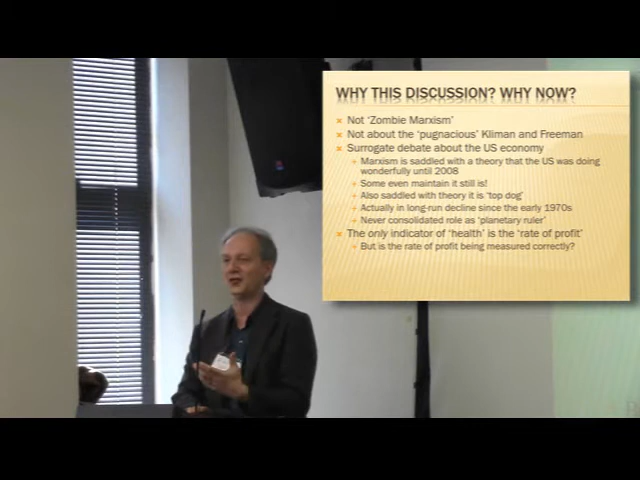 WHY THIS DISCUSSION? WHY NOW?
Not 'Zombie Marxism'
Not about the 'pugnacious' Kliman and Freeman
Surrogate debate about the US economy
Marxism is saddled with a theory that the US was doing
wonderfully until 2008
Some even maintain it still is!
Also saddled with theory it is 'top dog'
Actually in long-run decline since the early 1970s
Never consolidated role as 'planetary ruler'
The only indicator of 'health' is the 'rate of profit'
But is the rate of profit being measured correctly?